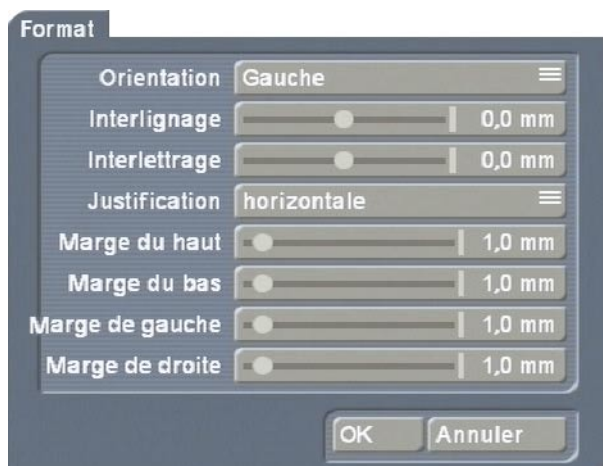 Format
Orientation Gauche
Interlignage 0,0 mm
Interlettrage 0,0 mm
Justification horizontale
Marge du haut 1,0 mm
Marge du bas 1,0 mm
Marge de gauche 1,0 mm
Marge de droite 1,0 mm
OK Annuler